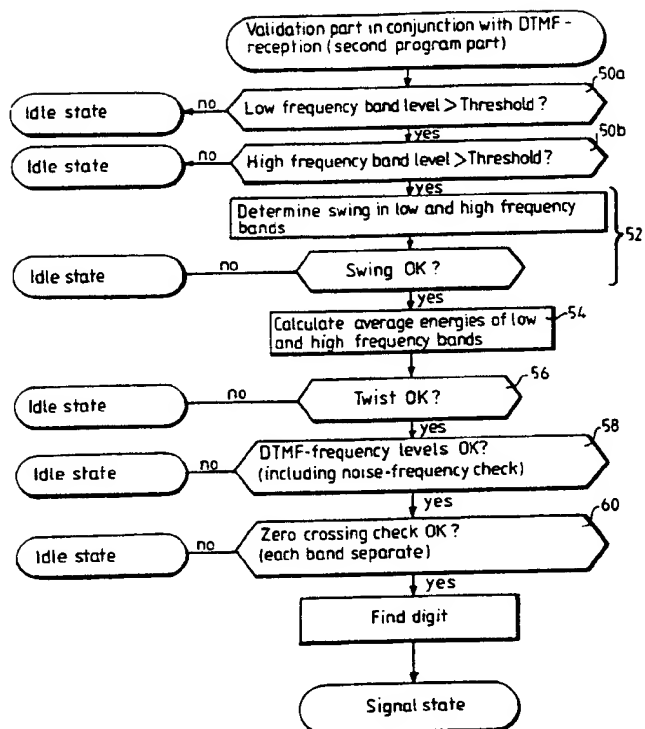 Validation part in conjunction with DTMF-
reception (second program part)
50a
Idle state
no
Low frequency band level > Threshold ?
yes
50b
Idle state
no
High frequency band level > Threshold?
yes
Determine swing in low and high frequency
bands
52
Idle state
no
Swing OK ?
yes
Calculate average energies of low
and high frequency bands
54
56
Idle state
no
Twist OK?
yes
58
Idle state
no
DTMF-frequency levels OK?
(including noise-frequency check)
yes
60
Idle state
no
Zero crossing check OK ?
(each band separate)
yes
Find digit
Signal state